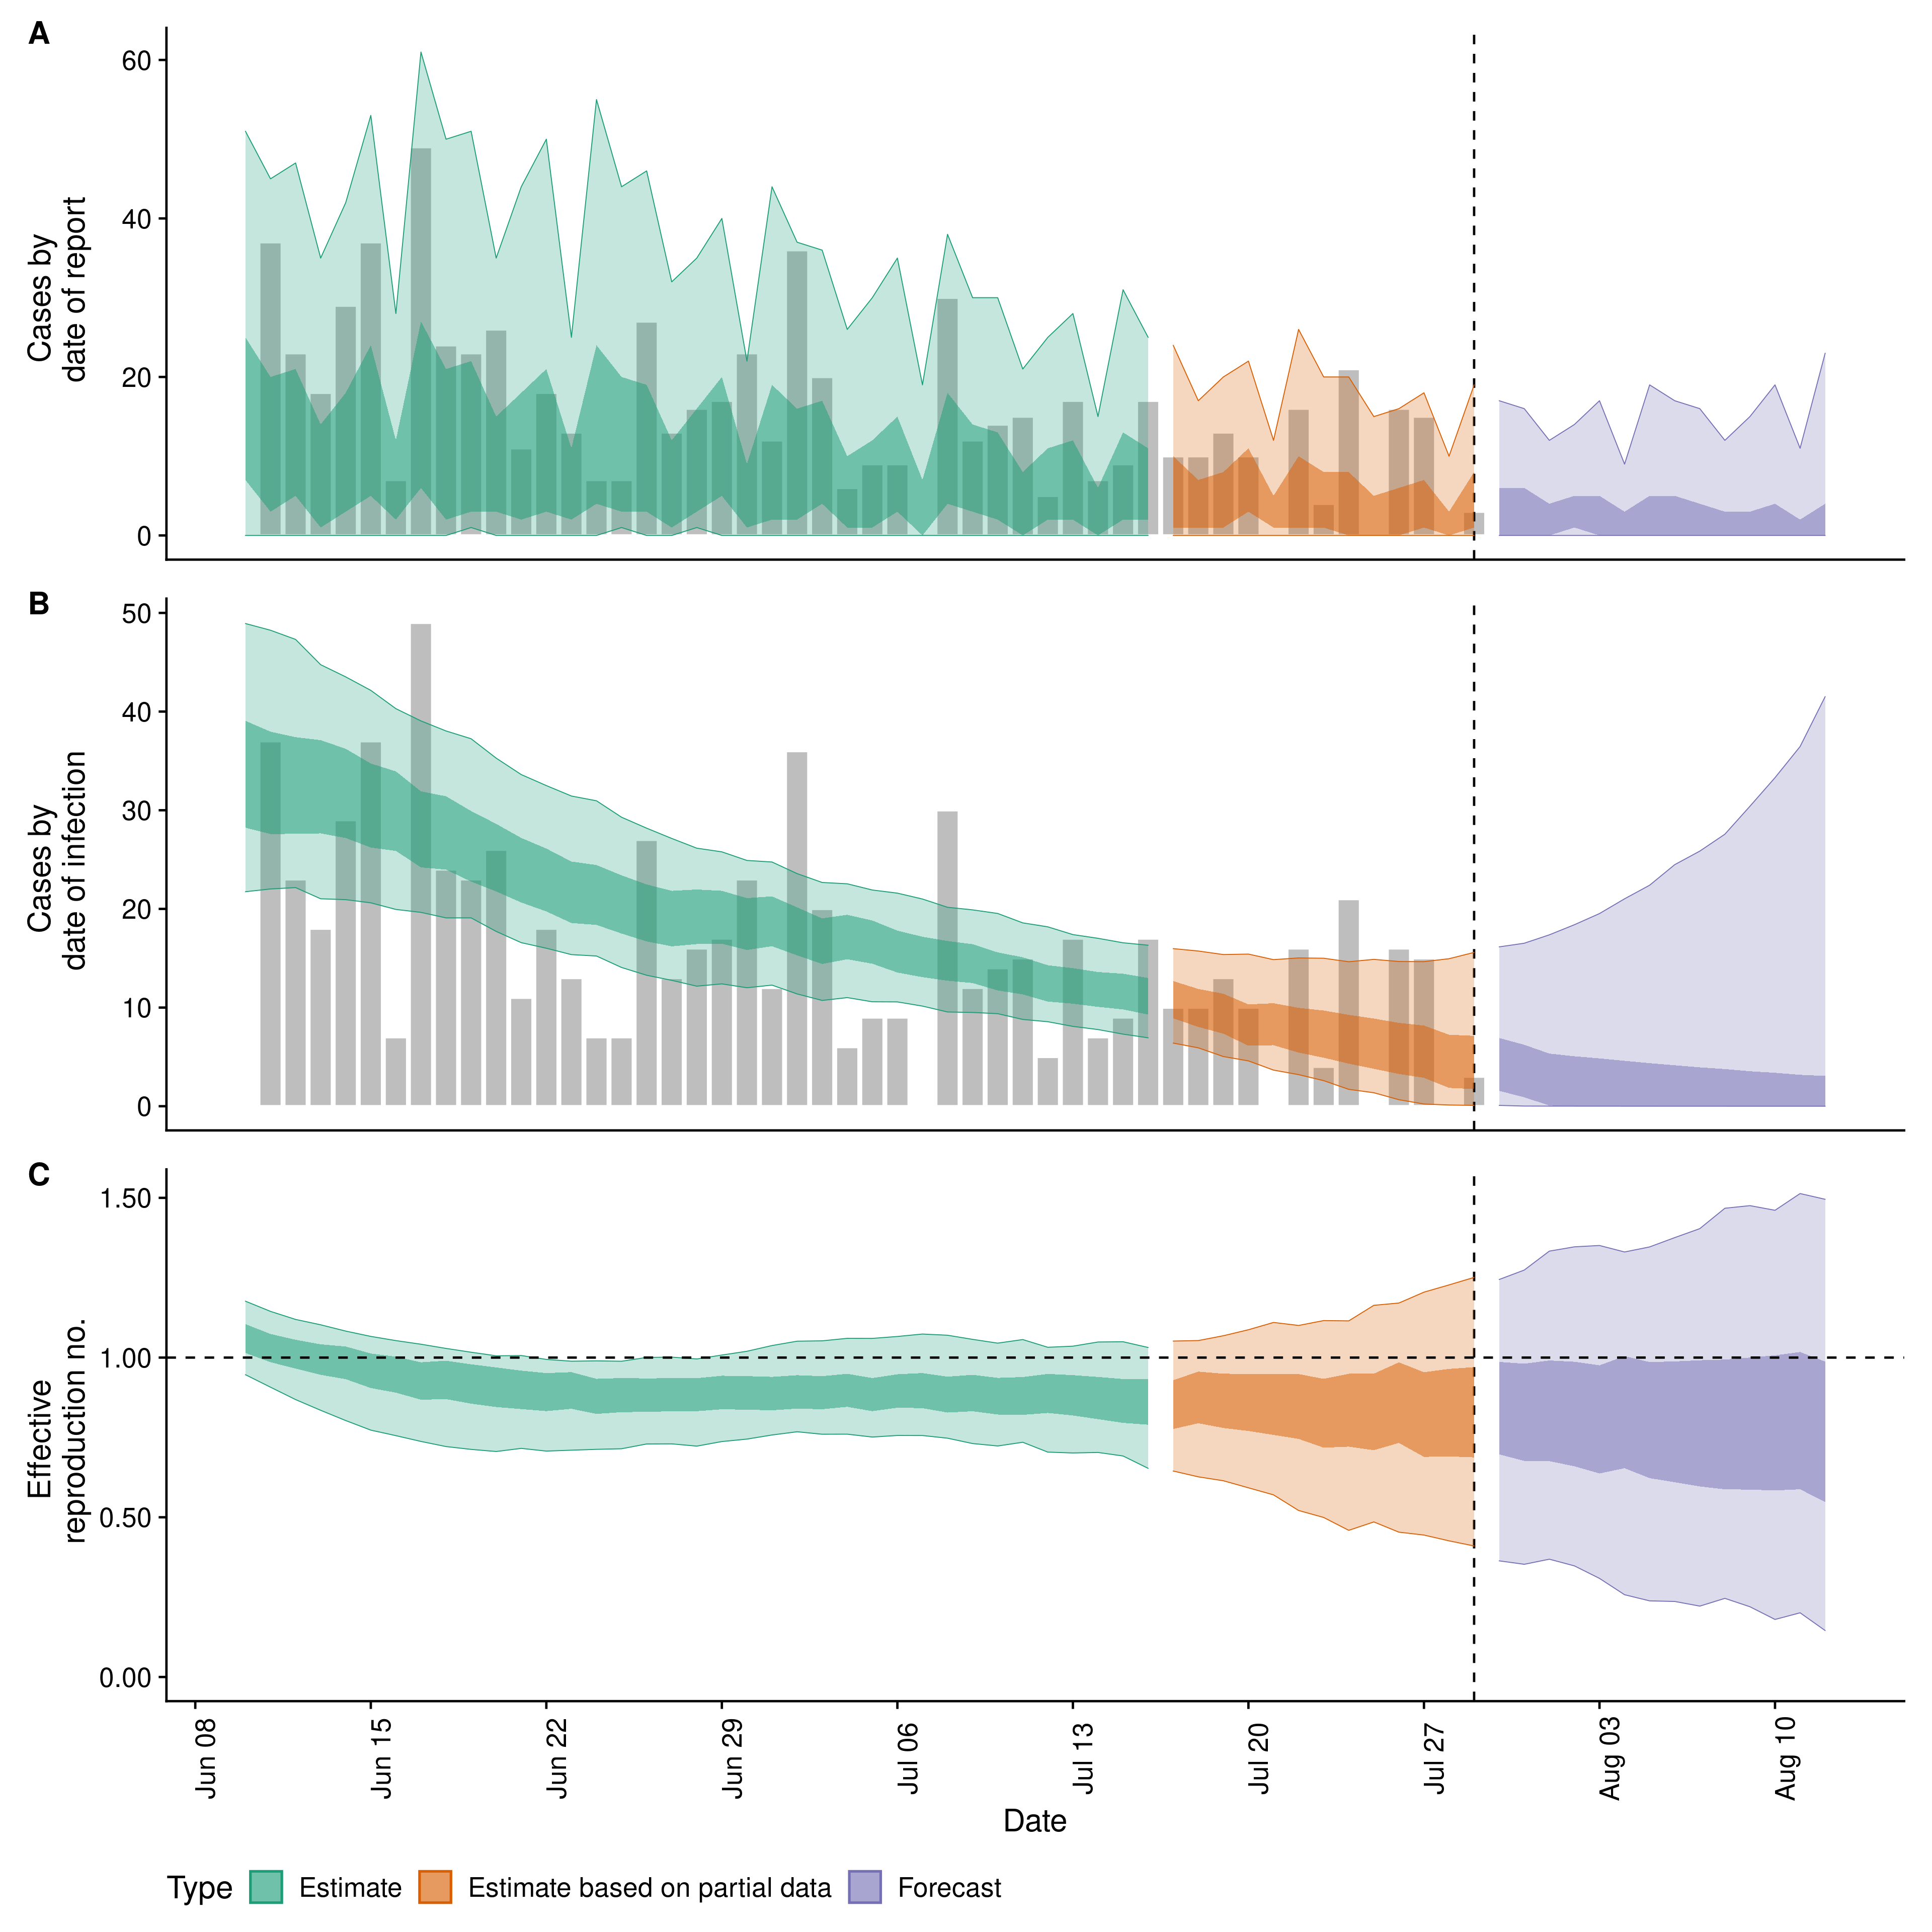 A
60
40
20
0
Cases by
date of report
B
50
40
30
20
10
0
Cases by
date of infection
C
1.50
1.00
0.50
0.00
Effective
reproduction no.
Jun 08
Jun 15
Jun 22
Jun 29
Jul 06
Jul 13
Jul 20
Jul 27
Aug 03
Aug 10
Date
Type Estimate Estimate based on partial data Forecast